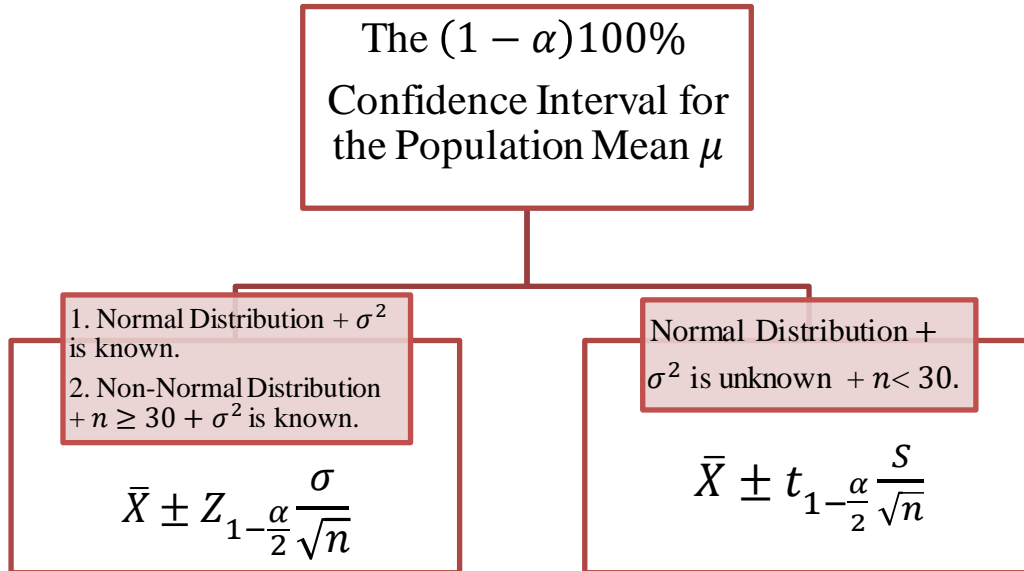 The (1 − α)100%
Confidence Interval for
the Population Mean μ
1. Normal Distribution + σ²
is known.
2. Non-Normal Distribution
+ n ≥ 30 + σ² is known.
X̄ ± Z_{1−α/2} σ/√n
Normal Distribution +
σ² is unknown + n< 30.
X̄ ± t_{1−α/2} S/√n